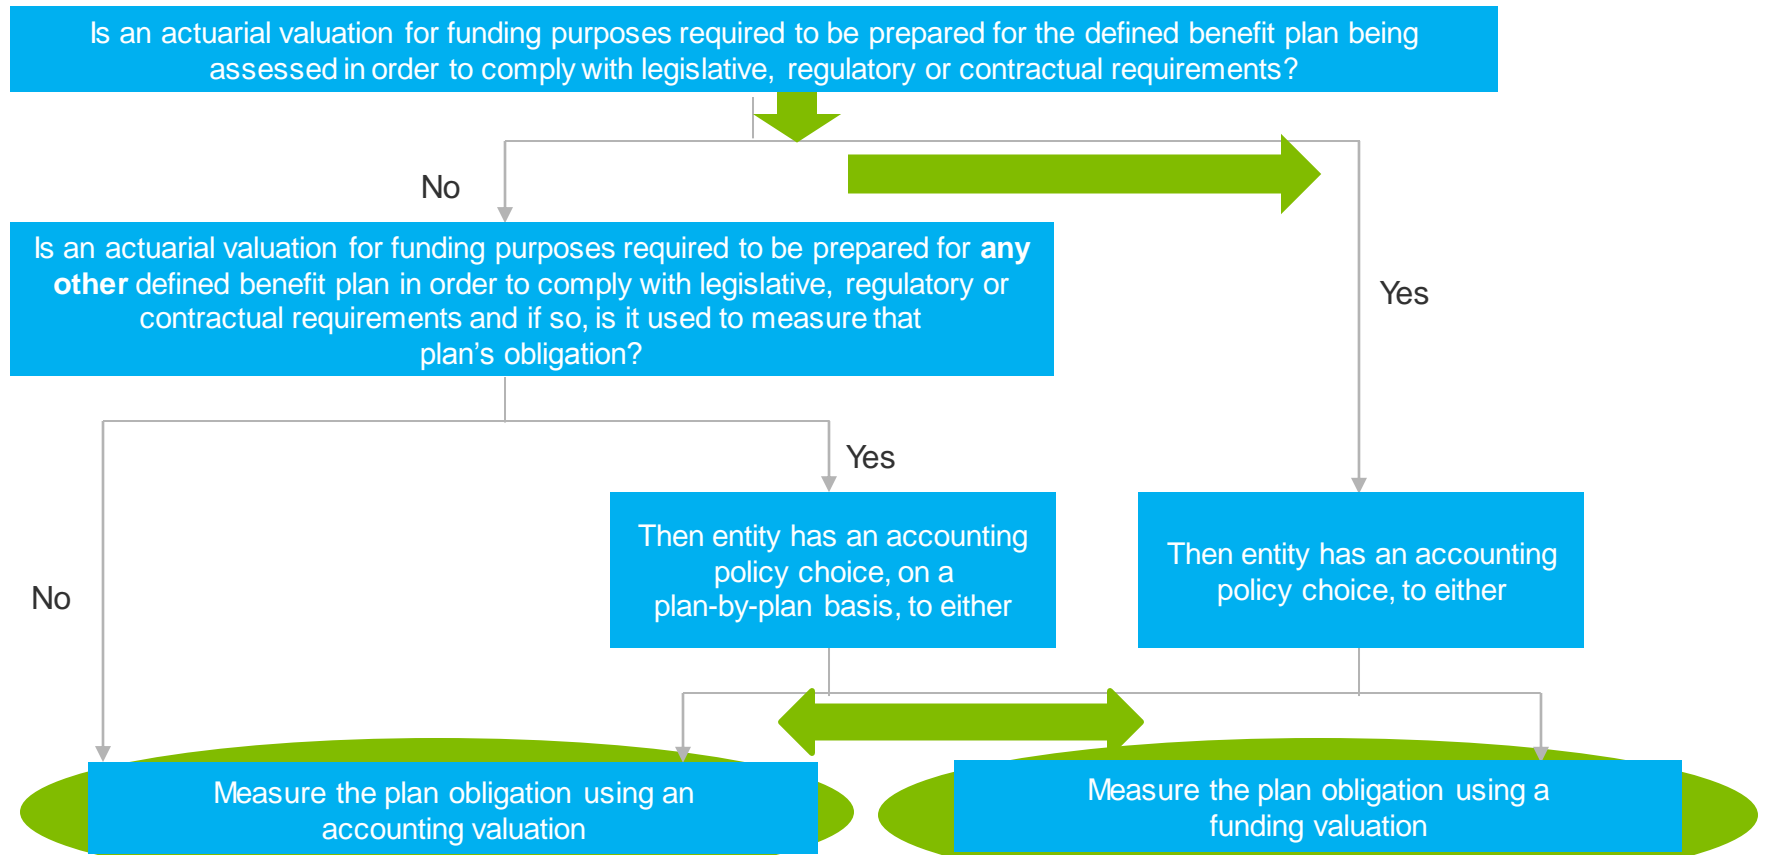 Is an actuarial valuation for funding purposes required to be prepared for the defined benefit plan being
assessed in order to comply with legislative, regulatory or contractual requirements?
No
Is an actuarial valuation for funding purposes required to be prepared for any
other defined benefit plan in order to comply with legislative, regulatory or
contractual requirements and if so, is it used to measure that
plan's obligation?
Yes
Yes
Then entity has an accounting
policy choice, on a
plan-by-plan basis, to either
Then entity has an accounting
policy choice, to either
No
Measure the plan obligation using an
accounting valuation
Measure the plan obligation using a
funding valuation